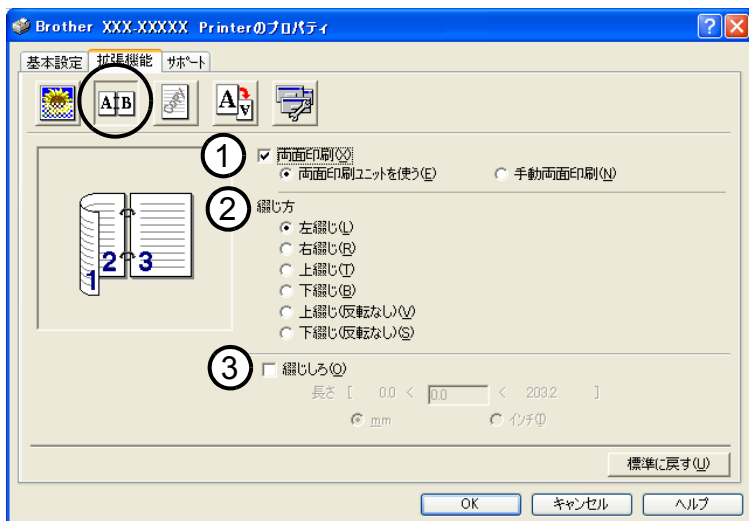 Brother XXX-XXXXX Printerのプロパティ
基本設定 拡張機能 サポート
A B COPY A A
① 両面印刷(X)
両面印刷ユニットを使う(E) 手動両面印刷(N)
② 綴じ方
左綴じ(L)
右綴じ(R)
上綴じ(T)
下綴じ(B)
上綴じ(反転なし)(V)
下綴じ(反転なし)(S)
1 2 3
③ 綴じしろ(O)
長さ [ 0.0 < 0.0 < 203.2 ]
mm インチ(I)
標準に戻す(U)
OK キャンセル ヘルプ